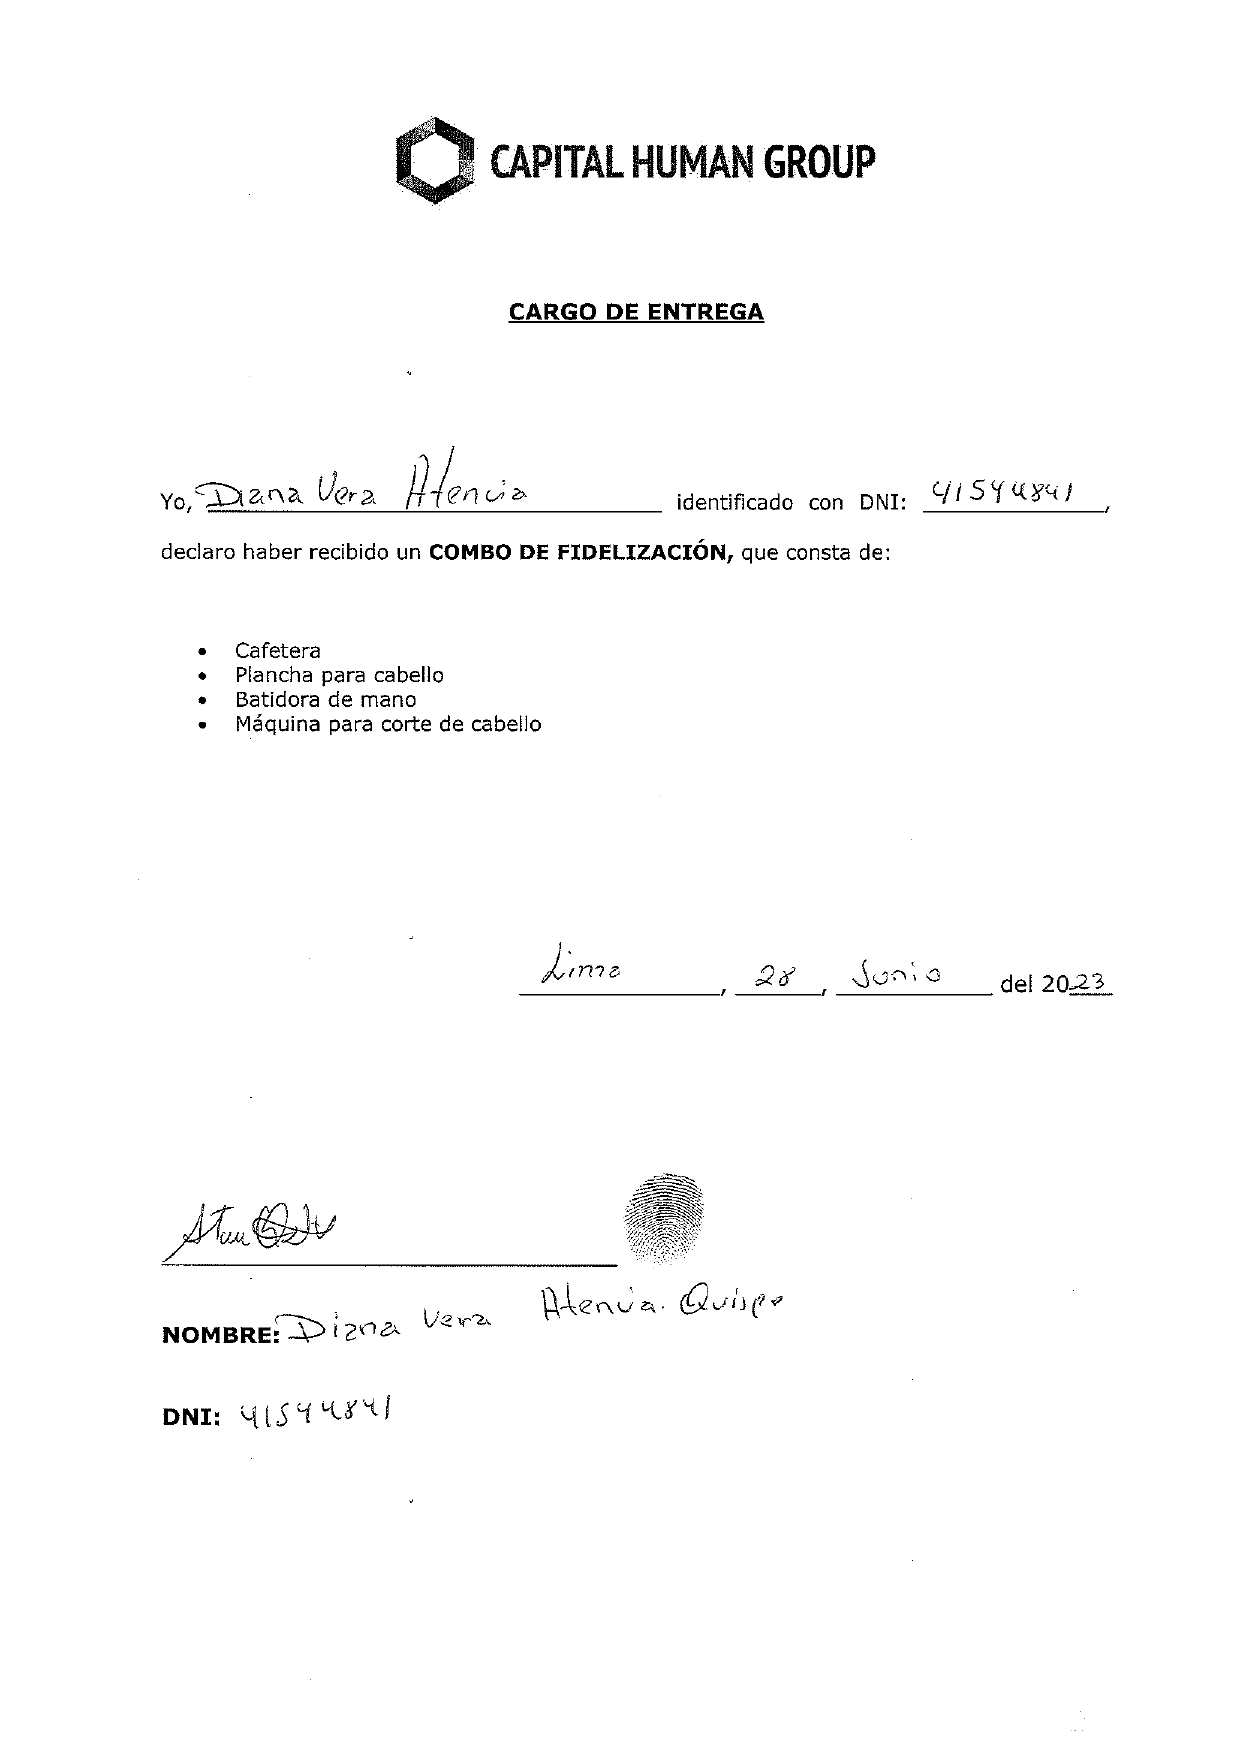 CAPITAL HUMAN GROUP
CARGO DE ENTREGA
Yo, Diana Vera Atencia identificado con DNI: 41544841,
declaro haber recibido un COMBO DE FIDELIZACIÓN, que consta de:
• Cafetera
• Plancha para cabello
• Batidora de mano
• Máquina para corte de cabello
Lima, 28, Junio del 2023
NOMBRE: Diana Vera Atencia Quispe
DNI: 41544841